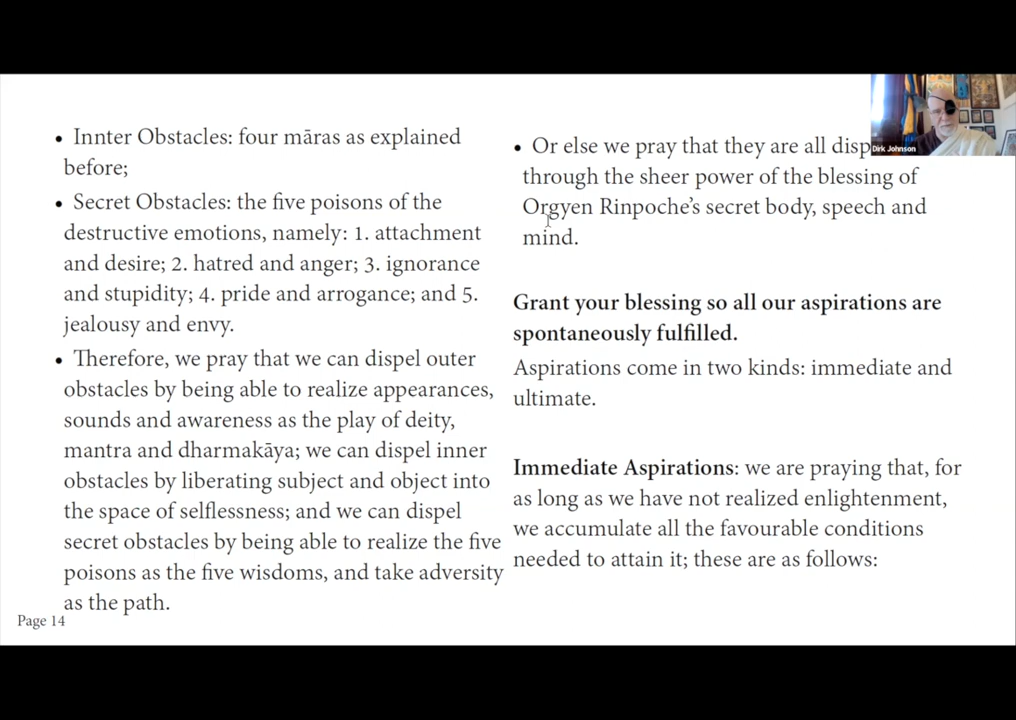 • Innter Obstacles: four māras as explained
before;
• Secret Obstacles: the five poisons of the
destructive emotions, namely: 1. attachment
and desire; 2. hatred and anger; 3. ignorance
and stupidity; 4. pride and arrogance; and 5.
jealousy and envy.
• Therefore, we pray that we can dispel outer
obstacles by being able to realize appearances,
sounds and awareness as the play of deity,
mantra and dharmakāya; we can dispel inner
obstacles by liberating subject and object into
the space of selflessness; and we can dispel
secret obstacles by being able to realize the five
poisons as the five wisdoms, and take adversity
as the path.
Page 14
• Or else we pray that they are all disp
through the sheer power of the blessing of
Orgyen Rinpoche’s secret body, speech and
mind.
Grant your blessing so all our aspirations are
spontaneously fulfilled.
Aspirations come in two kinds: immediate and
ultimate.
Immediate Aspirations: we are praying that, for
as long as we have not realized enlightenment,
we accumulate all the favourable conditions
needed to attain it; these are as follows:
Dirk Johnson